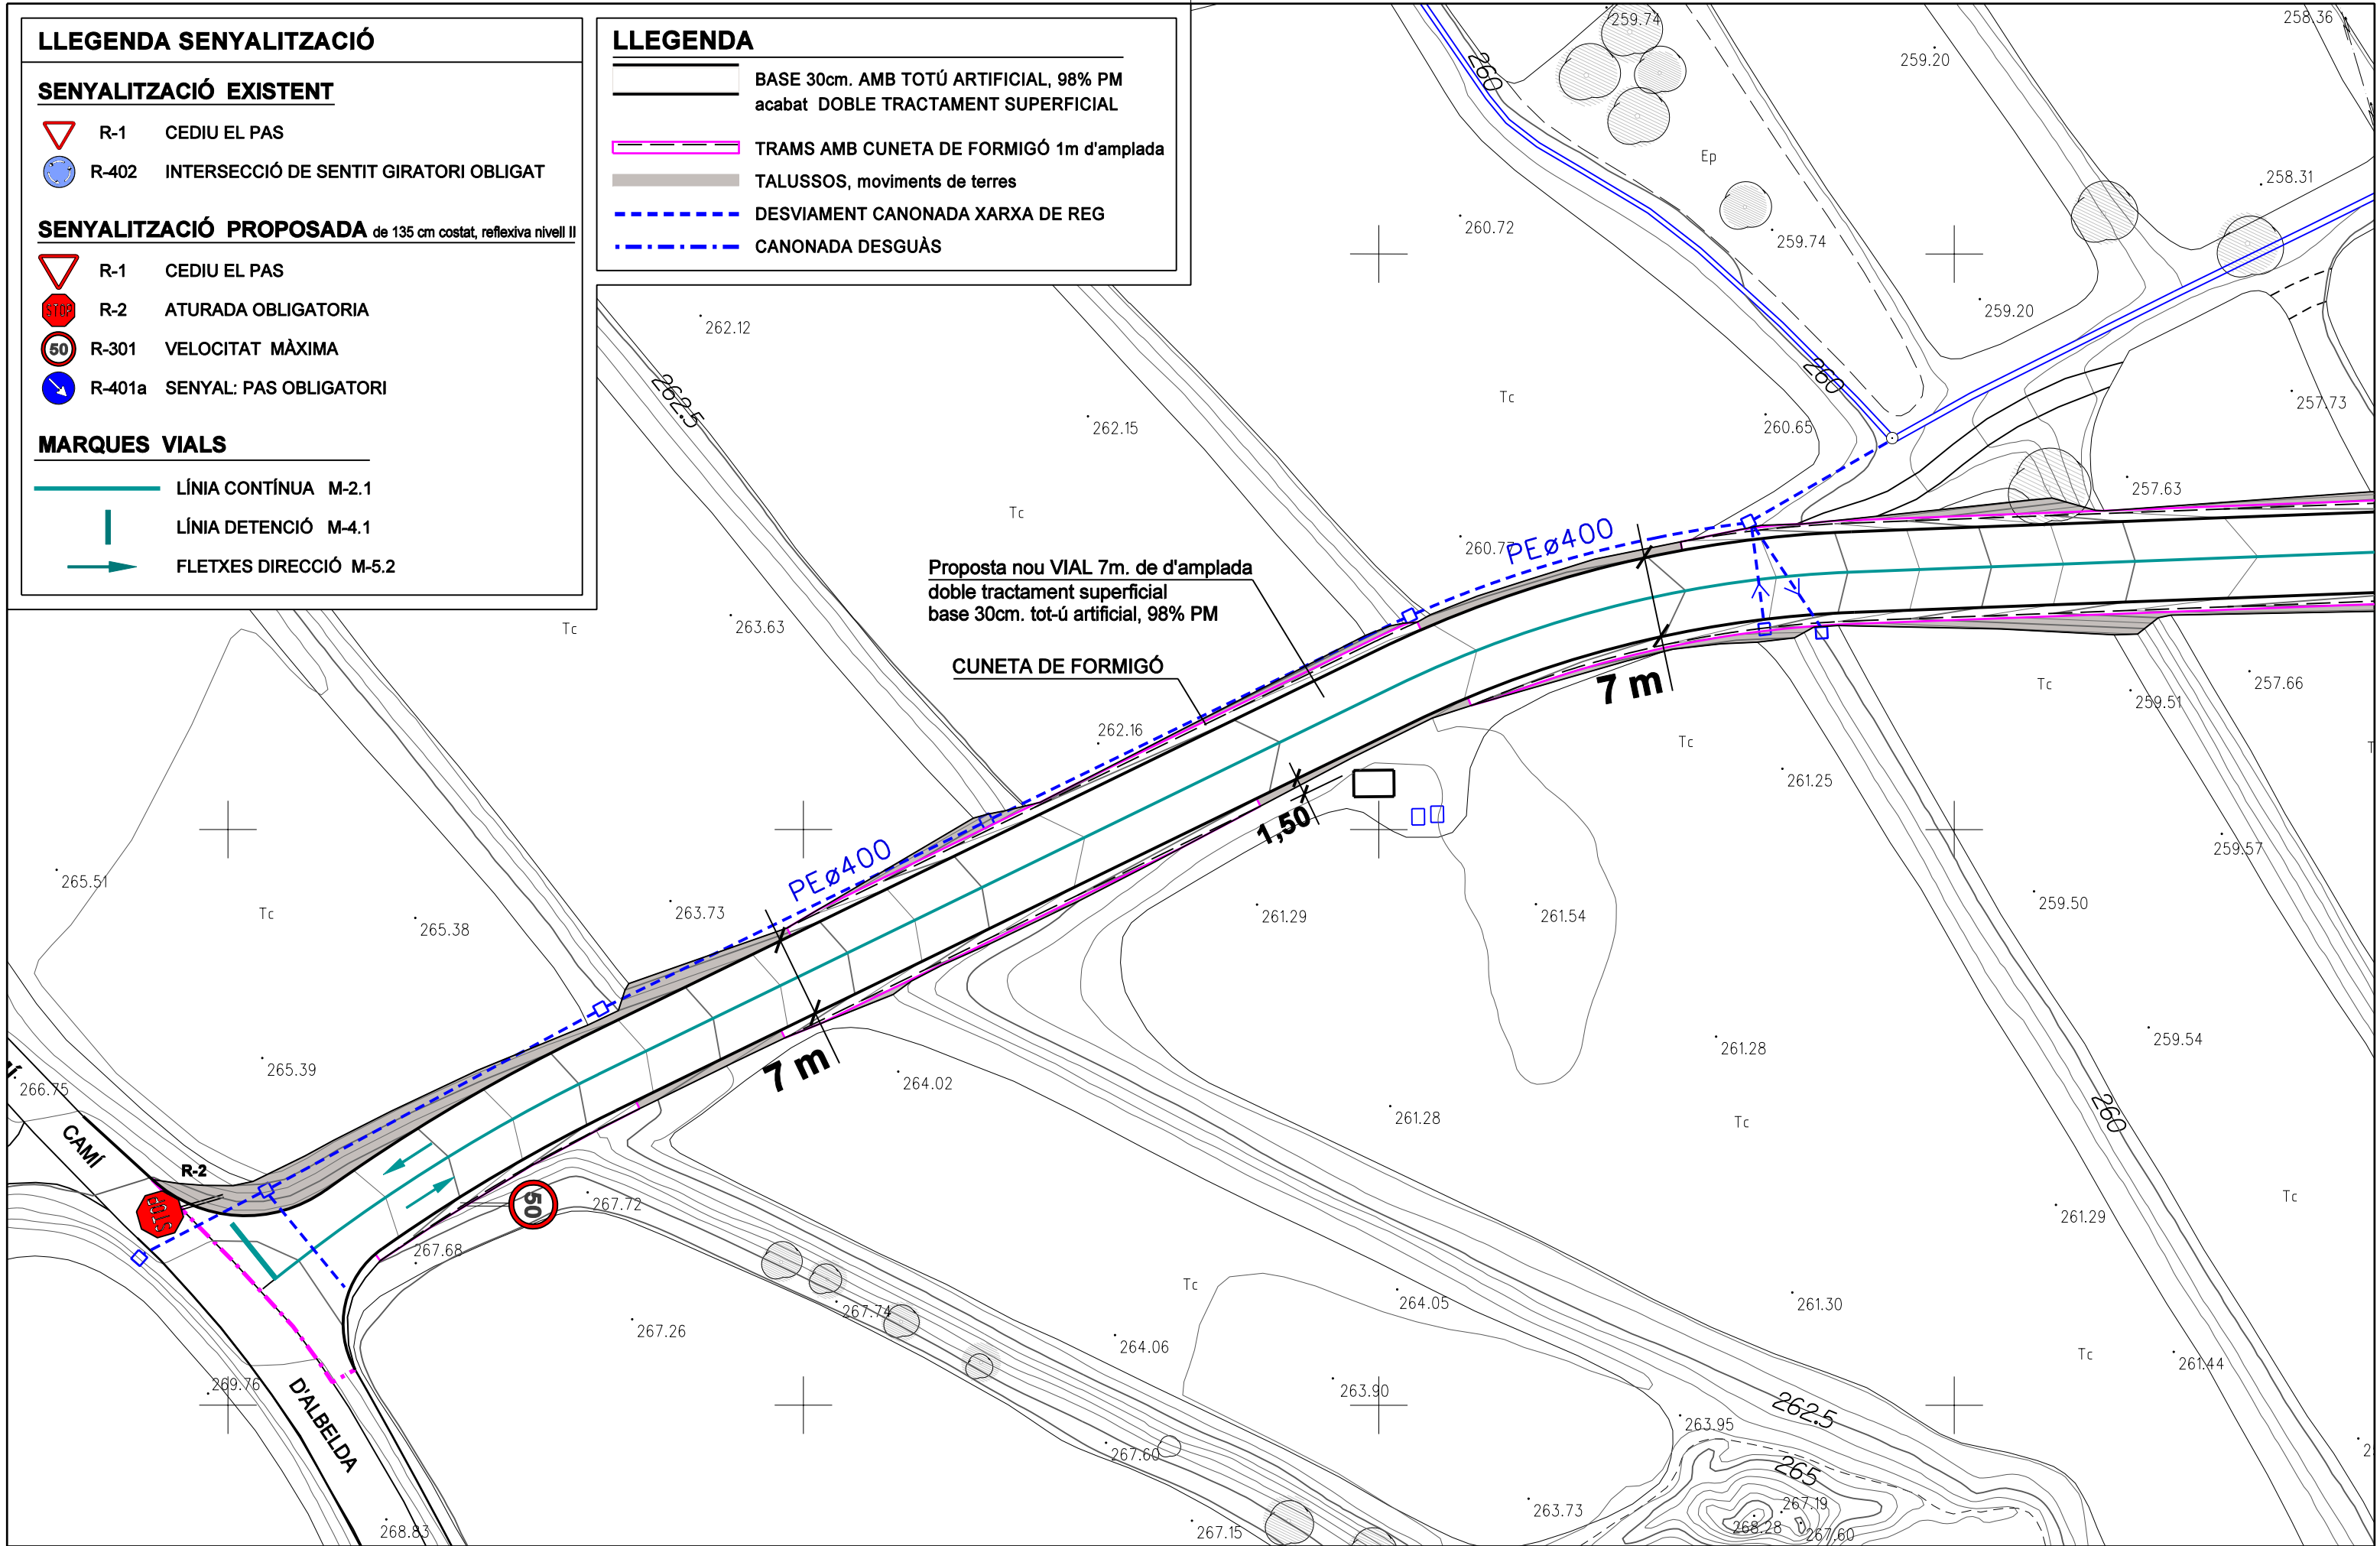 LLEGENDA SENYALITZACIÓ
SENYALITZACIÓ EXISTENT
R-1 CEDIU EL PAS
R-402 INTERSECCIÓ DE SENTIT GIRATORI OBLIGAT
SENYALITZACIÓ PROPOSADA de 135 cm costat, reflexiva nivell II
R-1 CEDIU EL PAS
STOP R-2 ATURADA OBLIGATORIA
50 R-301 VELOCITAT MÀXIMA
R-401a SENYAL: PAS OBLIGATORI
MARQUES VIALS
LÍNIA CONTÍNUA M-2.1
LÍNIA DETENCIÓ M-4.1
FLETXES DIRECCIÓ M-5.2
LLEGENDA
BASE 30cm. AMB TOTÚ ARTIFICIAL, 98% PM
acabat DOBLE TRACTAMENT SUPERFICIAL
TRAMS AMB CUNETA DE FORMIGÓ 1m d'amplada
TALUSSOS, moviments de terres
DESVIAMENT CANONADA XARXA DE REG
CANONADA DESGUÀS
259.74
258.36
259.20
260
Ep
258.31
260.72
259.74
259.20
262.12
262.5
262.15
Tc
260
260.65
257.73
257.63
Tc
260.77
PEø400
Proposta nou VIAL 7m. de d'amplada
doble tractament superficial
base 30cm. tot-ú artificial, 98% PM
CUNETA DE FORMIGÓ
263.63
Tc
262.16
7 m
Tc
257.66
259.51
Tc
261.25
1,50
259.57
PEø400
265.51
Tc
265.38
263.73
261.29
261.54
259.50
259.54
261.28
265.39
266.75
7 m
264.02
261.28
Tc
260
CAMÍ
R-2
STOP
50
267.72
267.68
261.29
Tc
267.26
267.74
Tc
264.06
264.05
261.30
Tc
261.44
269.76
D'ALBELDA
263.90
262.5
263.95
267.60
265
267.19
268.28
267.60
263.73
267.15
268.83